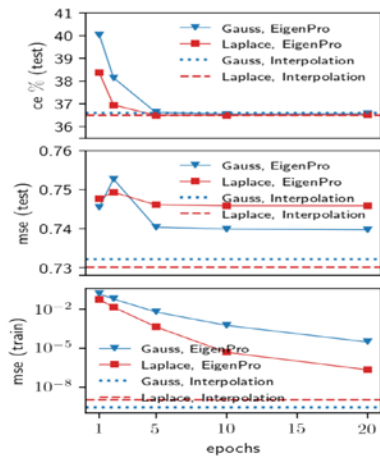 41
40
39
38
37
36
ce % (test)
Gauss, EigenPro
Laplace, EigenPro
Gauss, Interpolation
Laplace, Interpolation
0.76
0.75
0.74
0.73
mse (test)
Gauss, EigenPro
Laplace, EigenPro
Gauss, Interpolation
Laplace, Interpolation
10⁻²
10⁻⁵
10⁻⁸
mse (train)
Gauss, EigenPro
Laplace, EigenPro
Gauss, Interpolation
Laplace, Interpolation
1 5 10 15 20
epochs